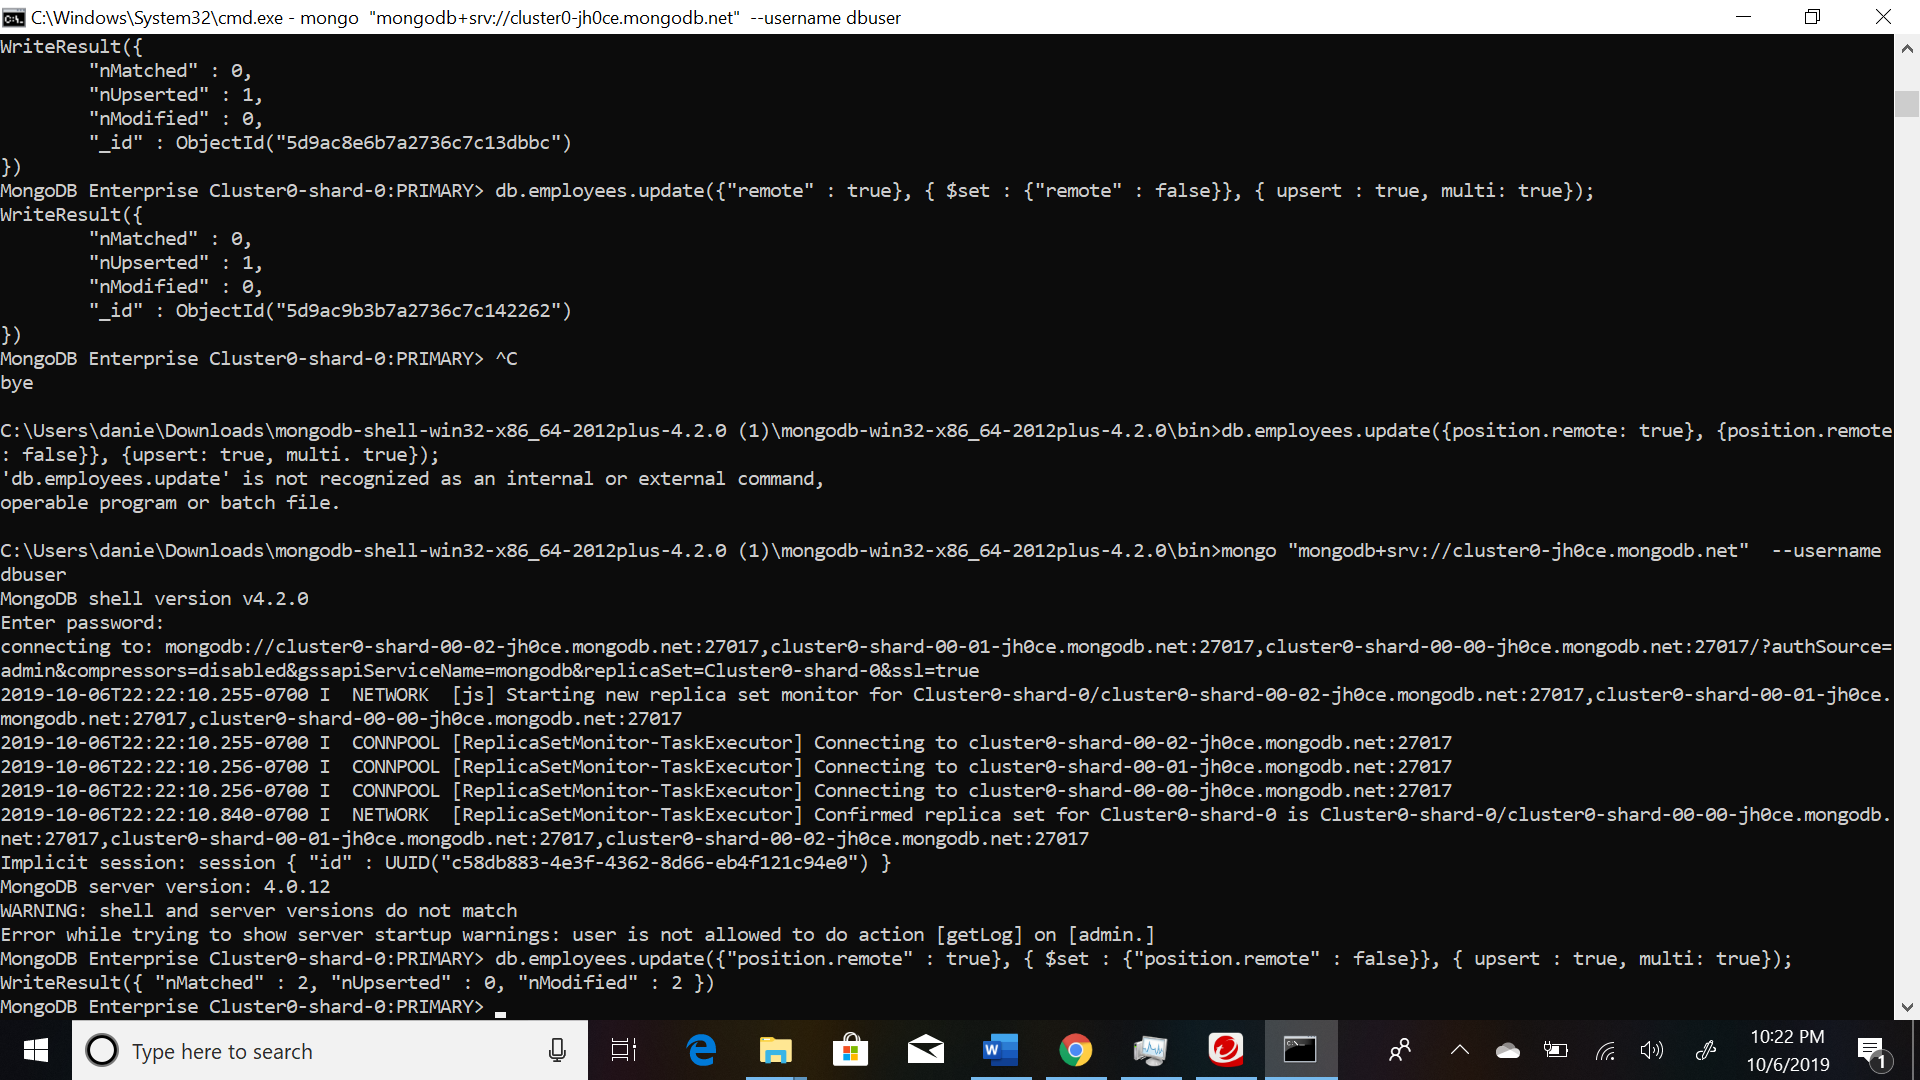 C:\Windows\System32\cmd.exe - mongo  "mongodb+srv://cluster0-jh0ce.mongodb.net"  --username dbuser
WriteResult({
        "nMatched" : 0,
        "nUpserted" : 1,
        "nModified" : 0,
        "_id" : ObjectId("5d9ac8e6b7a2736c7c13dbbc")
})
MongoDB Enterprise Cluster0-shard-0:PRIMARY> db.employees.update({"remote" : true}, { $set : {"remote" : false}}, { upsert : true, multi: true});
WriteResult({
        "nMatched" : 0,
        "nUpserted" : 1,
        "nModified" : 0,
        "_id" : ObjectId("5d9ac9b3b7a2736c7c142262")
})
MongoDB Enterprise Cluster0-shard-0:PRIMARY> ^C
bye
C:\Users\danie\Downloads\mongodb-shell-win32-x86_64-2012plus-4.2.0 (1)\mongodb-win32-x86_64-2012plus-4.2.0\bin>db.employees.update({position.remote: true}, {position.remote
: false}}, {upsert: true, multi. true});
'db.employees.update' is not recognized as an internal or external command,
operable program or batch file.
C:\Users\danie\Downloads\mongodb-shell-win32-x86_64-2012plus-4.2.0 (1)\mongodb-win32-x86_64-2012plus-4.2.0\bin>mongo "mongodb+srv://cluster0-jh0ce.mongodb.net"  --username
dbuser
MongoDB shell version v4.2.0
Enter password:
connecting to: mongodb://cluster0-shard-00-02-jh0ce.mongodb.net:27017,cluster0-shard-00-01-jh0ce.mongodb.net:27017,cluster0-shard-00-00-jh0ce.mongodb.net:27017/?authSource=
admin&compressors=disabled&gssapiServiceName=mongodb&replicaSet=Cluster0-shard-0&ssl=true
2019-10-06T22:22:10.255-0700 I  NETWORK  [js] Starting new replica set monitor for Cluster0-shard-0/cluster0-shard-00-02-jh0ce.mongodb.net:27017,cluster0-shard-00-01-jh0ce.
mongodb.net:27017,cluster0-shard-00-00-jh0ce.mongodb.net:27017
2019-10-06T22:22:10.255-0700 I  CONNPOOL [ReplicaSetMonitor-TaskExecutor] Connecting to cluster0-shard-00-02-jh0ce.mongodb.net:27017
2019-10-06T22:22:10.256-0700 I  CONNPOOL [ReplicaSetMonitor-TaskExecutor] Connecting to cluster0-shard-00-01-jh0ce.mongodb.net:27017
2019-10-06T22:22:10.256-0700 I  CONNPOOL [ReplicaSetMonitor-TaskExecutor] Connecting to cluster0-shard-00-00-jh0ce.mongodb.net:27017
2019-10-06T22:22:10.840-0700 I  NETWORK  [ReplicaSetMonitor-TaskExecutor] Confirmed replica set for Cluster0-shard-0 is Cluster0-shard-0/cluster0-shard-00-00-jh0ce.mongodb.
net:27017,cluster0-shard-00-01-jh0ce.mongodb.net:27017,cluster0-shard-00-02-jh0ce.mongodb.net:27017
Implicit session: session { "id" : UUID("c58db883-4e3f-4362-8d66-eb4f121c94e0") }
MongoDB server version: 4.0.12
WARNING: shell and server versions do not match
Error while trying to show server startup warnings: user is not allowed to do action [getLog] on [admin.]
MongoDB Enterprise Cluster0-shard-0:PRIMARY> db.employees.update({"position.remote" : true}, { $set : {"position.remote" : false}}, { upsert : true, multi: true});
WriteResult({ "nMatched" : 2, "nUpserted" : 0, "nModified" : 2 })
MongoDB Enterprise Cluster0-shard-0:PRIMARY>
Type here to search
10:22 PM
10/6/2019
1